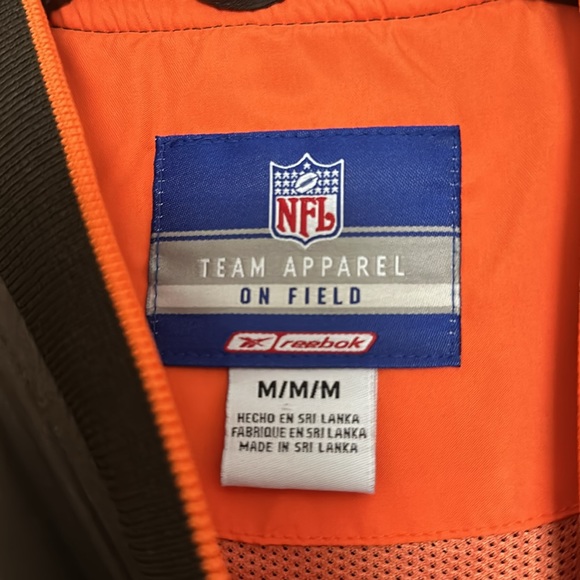 NFL
TEAM APPAREL
ON FIELD
reebok
M/M/M
HECHO EN SRI LANKA
FABRIQUE EN SRI LANKA
MADE IN SRI LANKA